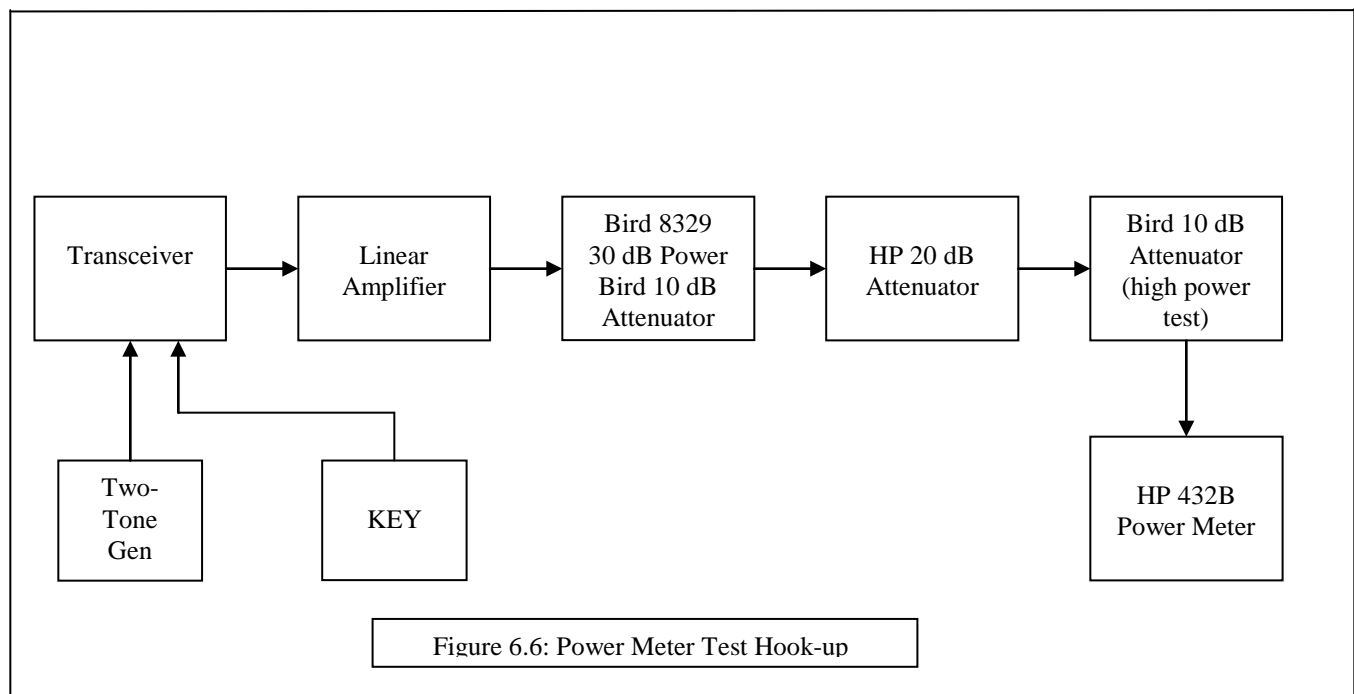 Transceiver
Linear
Amplifier
Bird 8329
30 dB Power
Bird 10 dB
Attenuator
HP 20 dB
Attenuator
Bird 10 dB
Attenuator
(high power
test)
Two-
Tone
Gen
KEY
HP 432B
Power Meter
Figure 6.6: Power Meter Test Hook-up